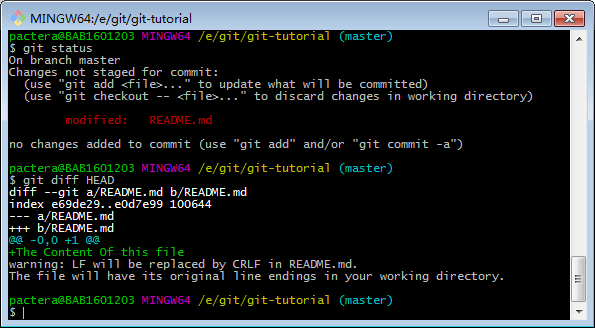 MINGW64:/e/git/git-tutorial
pactera@BAB1601203 MINGW64 /e/git/git-tutorial (master)
$ git status
On branch master
Changes not staged for commit:
  (use "git add <file>..." to update what will be committed)
  (use "git checkout -- <file>..." to discard changes in working directory)
        modified:   README.md
no changes added to commit (use "git add" and/or "git commit -a")
pactera@BAB1601203 MINGW64 /e/git/git-tutorial (master)
$ git diff HEAD
diff --git a/README.md b/README.md
index e69de29..e0d7e99 100644
--- a/README.md
+++ b/README.md
@@ -0,0 +1 @@
+The Content Of this file
warning: LF will be replaced by CRLF in README.md.
The file will have its original line endings in your working directory.
pactera@BAB1601203 MINGW64 /e/git/git-tutorial (master)
$